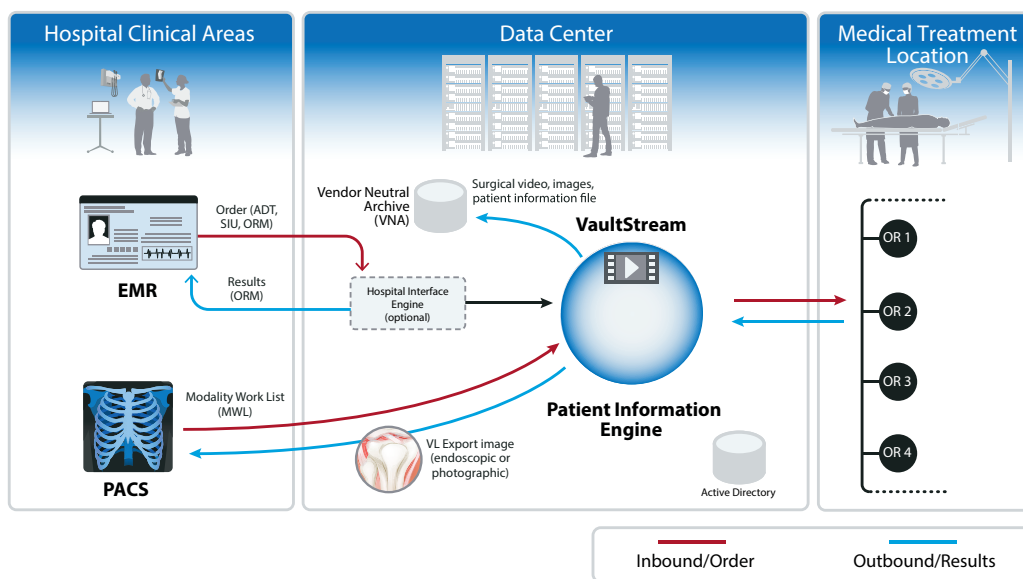 Hospital Clinical Areas
Data Center
Medical Treatment
Location
Vendor Neutral
Archive
(VNA)
Surgical video, images,
patient information file
VaultStream
Order (ADT,
SIU, ORM)
EMR
Results
(ORM)
Hospital Interface
Engine
(optional)
OR 1
OR 2
OR 3
OR 4
Modality Work List
(MWL)
PACS
VL Export image
(endoscopic or
photographic)
Patient Information
Engine
Active Directory
Inbound/Order
Outbound/Results